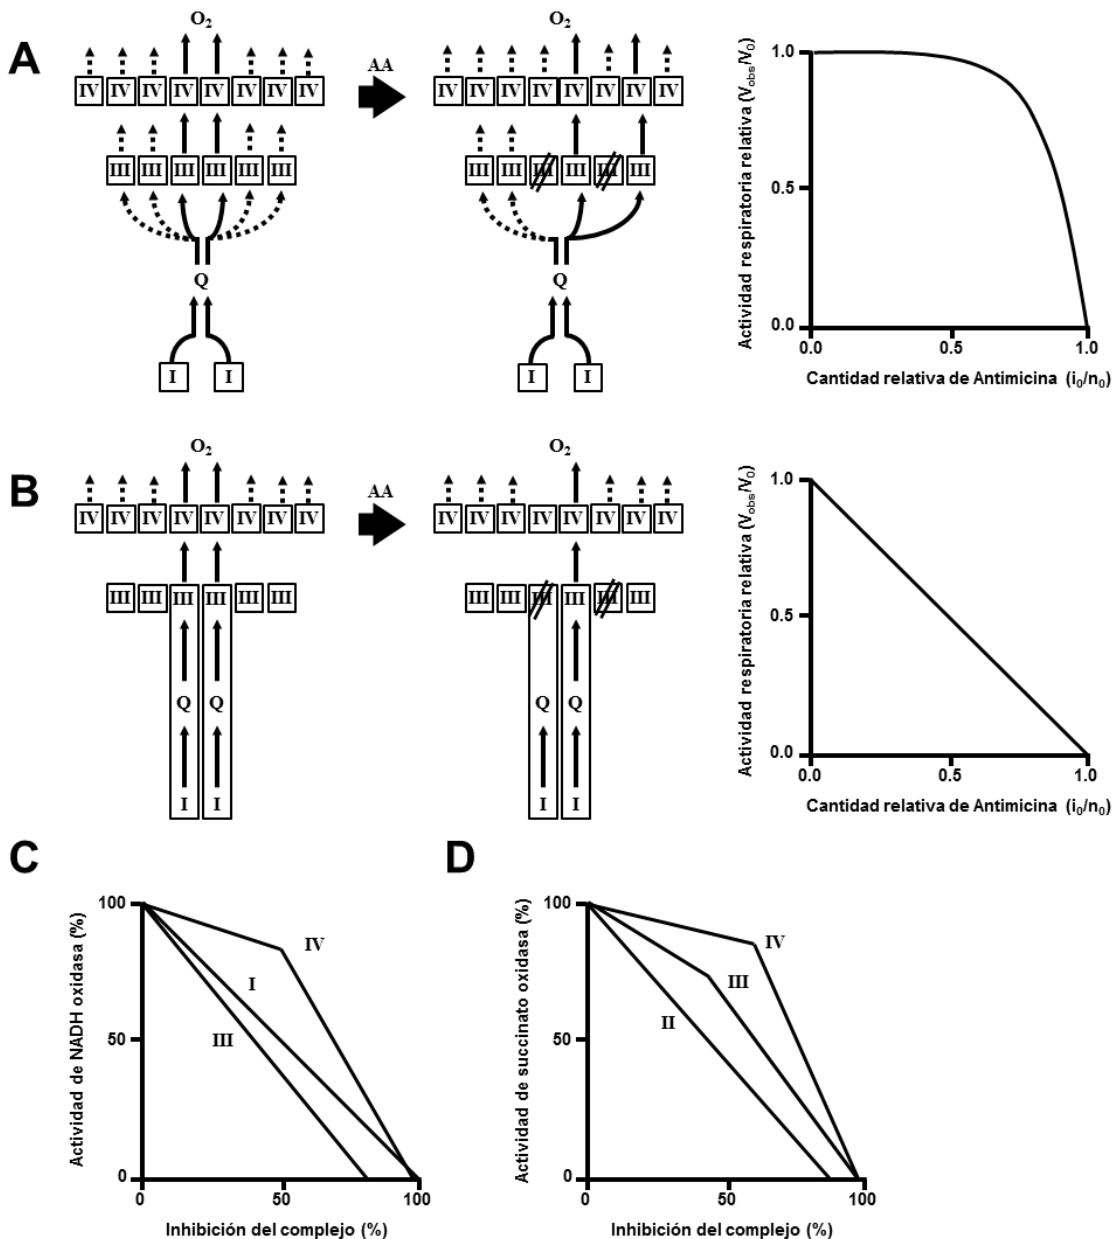 A
O₂
IV IV IV IV IV IV IV IV
III III III III III III
Q
I I
AA
O₂
IV IV IV IV IV IV IV IV
III III III III III III
Q
I I
Actividad respiratoria relativa (Vobs/V0)
1.0
0.5
0.0
0.0 0.5 1.0
Cantidad relativa de Antimicina (i₀/n₀)
B
O₂
IV IV IV IV IV IV IV IV
III III III III III III
Q Q
I I
AA
O₂
IV IV IV IV IV IV IV IV
III III III III III III
Q Q
I I
Actividad respiratoria relativa (Vobs/V0)
1.0
0.5
0.0
0.0 0.5 1.0
Cantidad relativa de Antimicina (i₀/n₀)
C
Actividad de NADH oxidasa (%)
100
50
0
IV
I
III
0 50 100
Inhibición del complejo (%)
D
Actividad de succinato oxidasa (%)
100
50
0
IV
III
II
0 50 100
Inhibición del complejo (%)